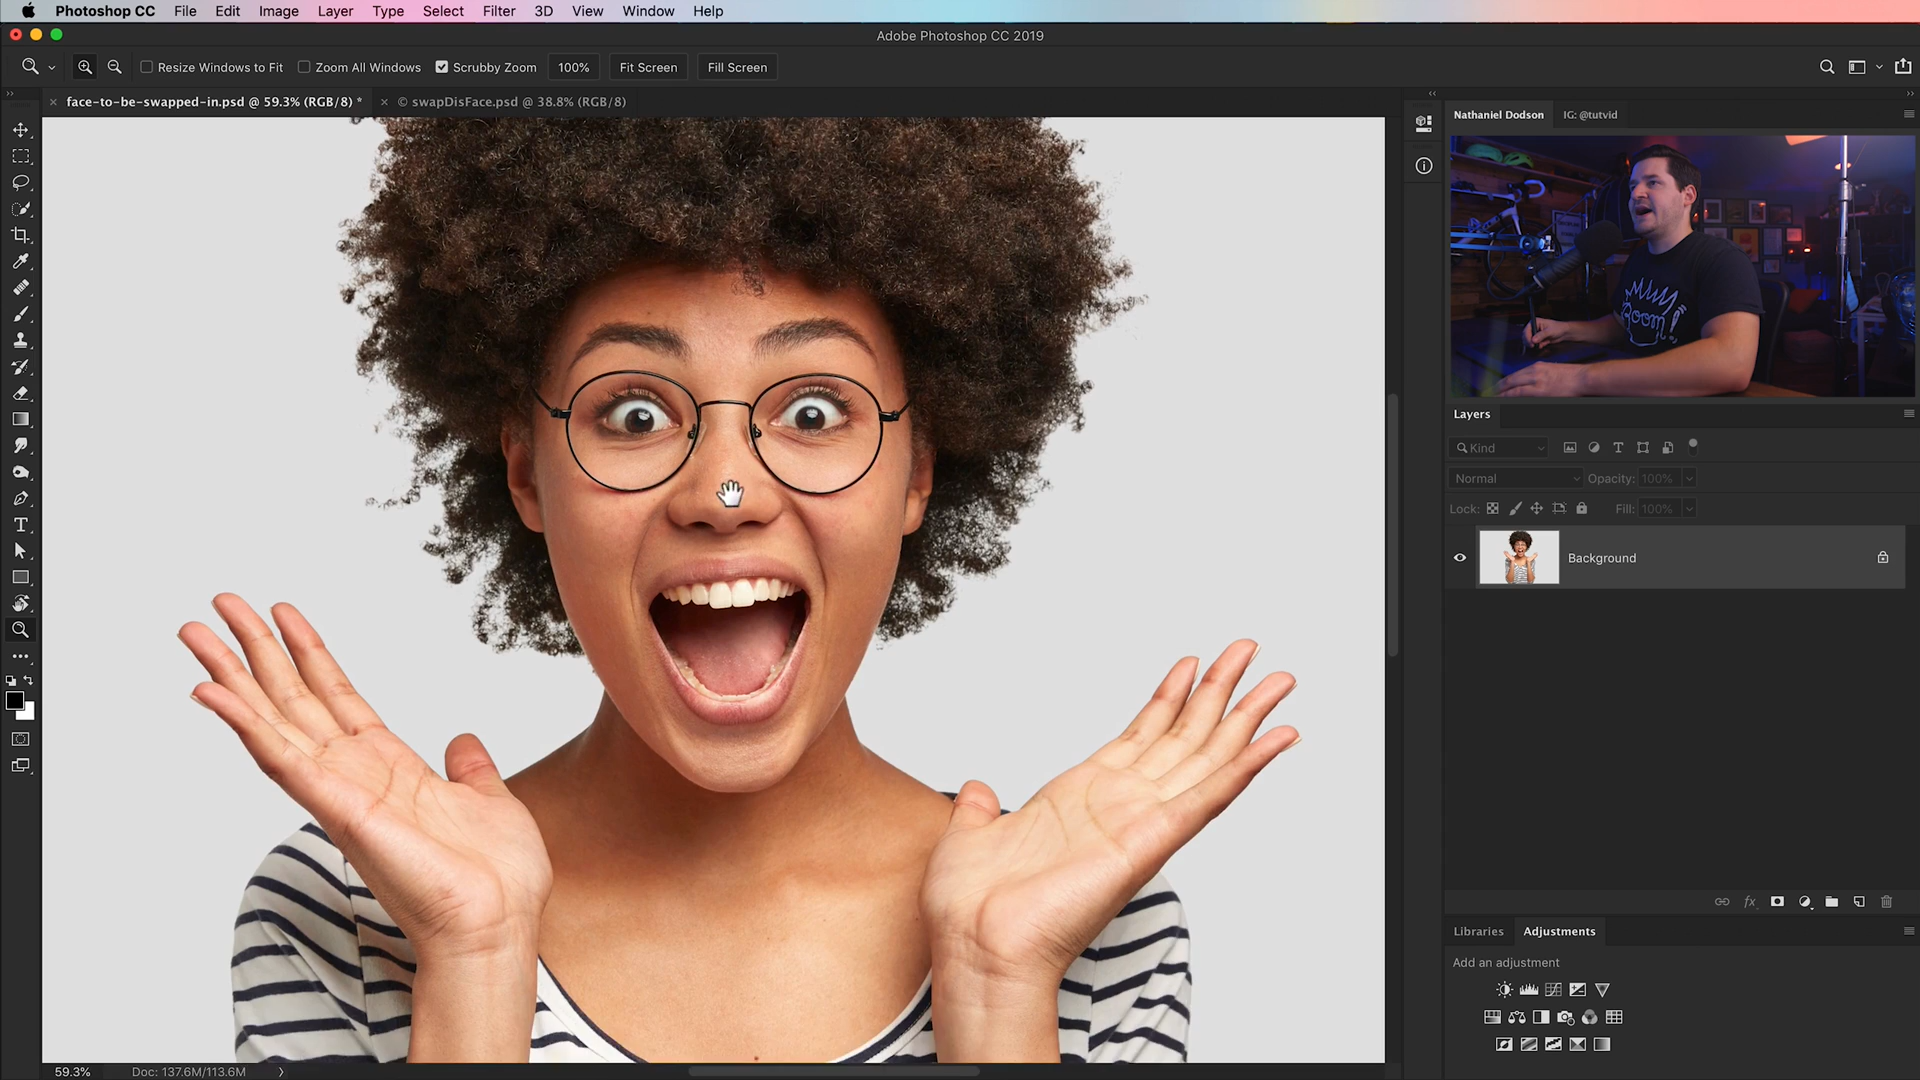 Photoshop CC File Edit Image Layer Type Select Filter 3D View Window Help
Adobe Photoshop CC 2019
Resize Windows to Fit Zoom All Windows Scrubby Zoom 100% Fit Screen Fill Screen
face-to-be-swapped-in.psd @ 59.3% (RGB/8) * © swapDisFace.psd @ 38.8% (RGB/8)
Nathaniel Dodson IG: @tutvid
Boom!
Layers
Kind
Normal Opacity: 100%
Lock: Fill: 100%
Background
Libraries Adjustments
Add an adjustment
59.3% Doc: 137.6M/113.6M